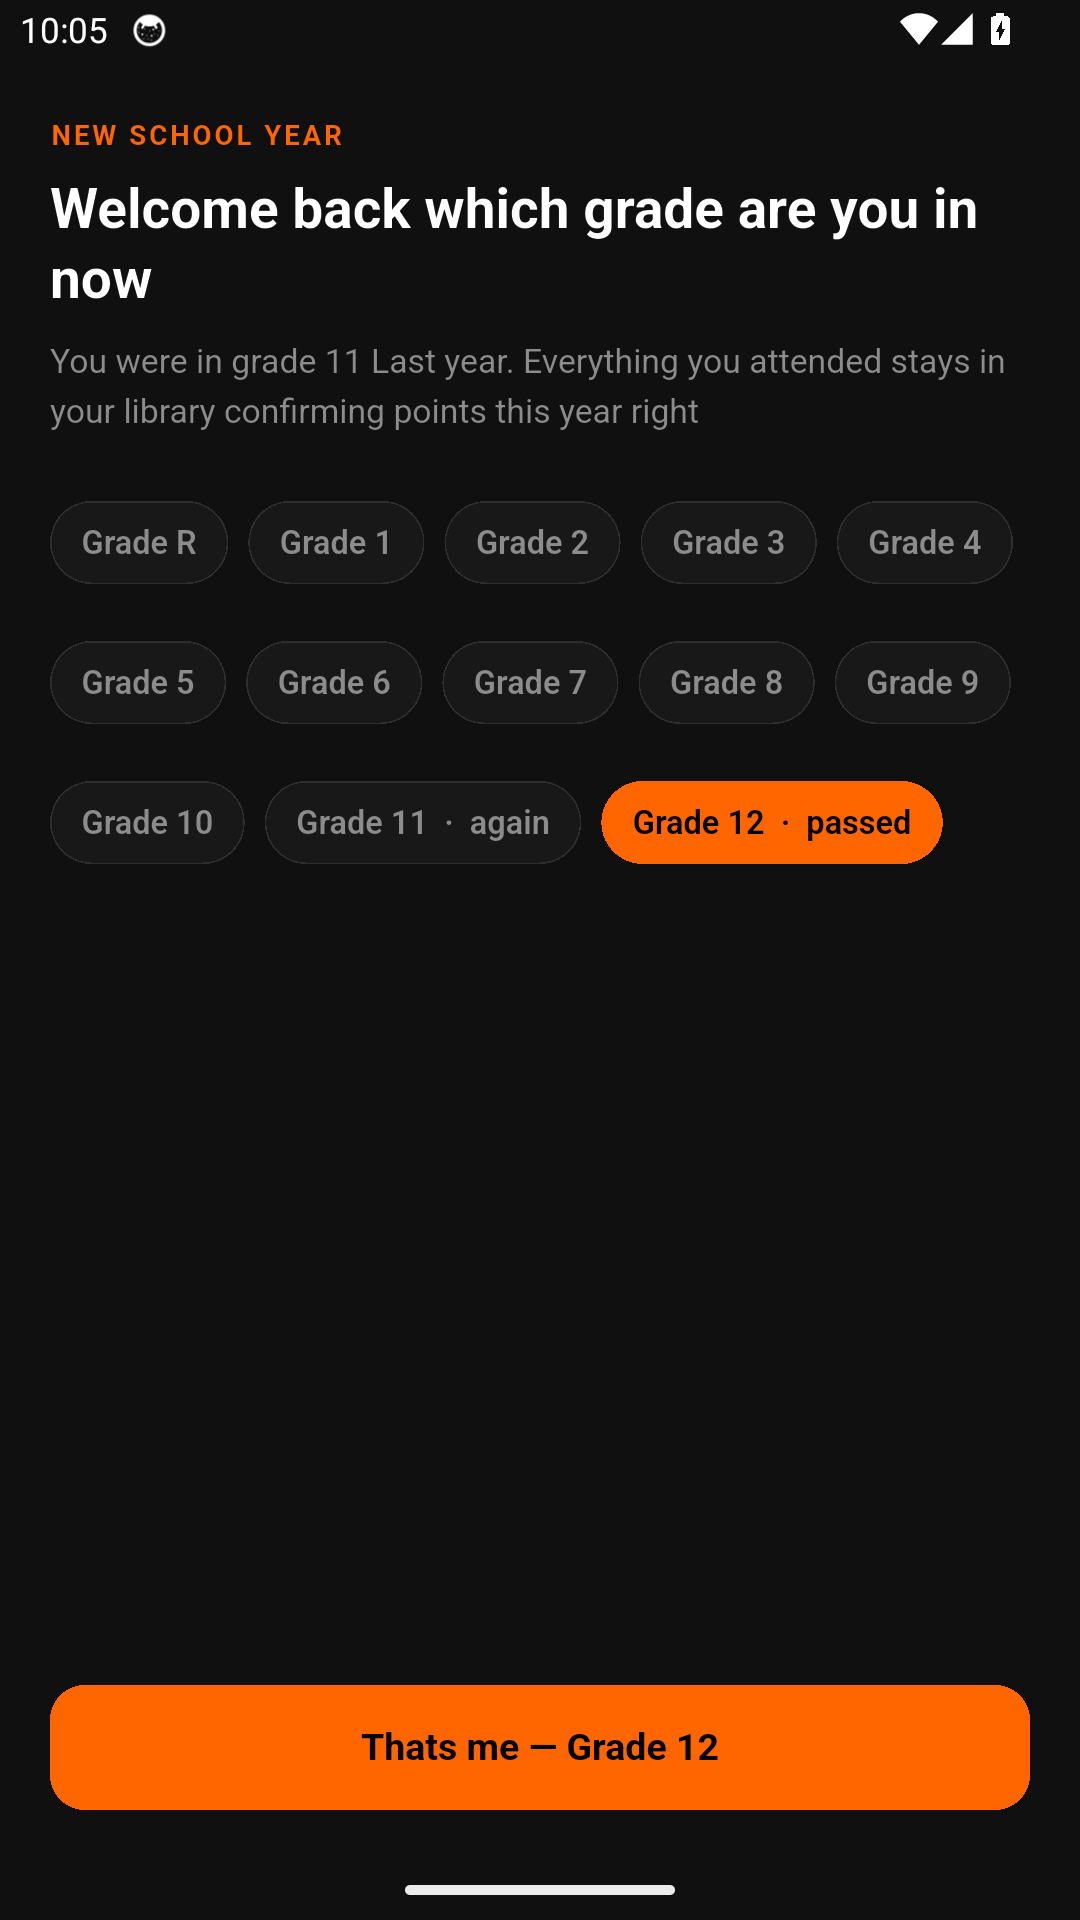 10:05
NEW SCHOOL YEAR
Welcome back which grade are you in
now
You were in grade 11 Last year. Everything you attended stays in
your library confirming points this year right
Grade R Grade 1 Grade 2 Grade 3 Grade 4
Grade 5 Grade 6 Grade 7 Grade 8 Grade 9
Grade 10 Grade 11 · again Grade 12 · passed
Thats me — Grade 12